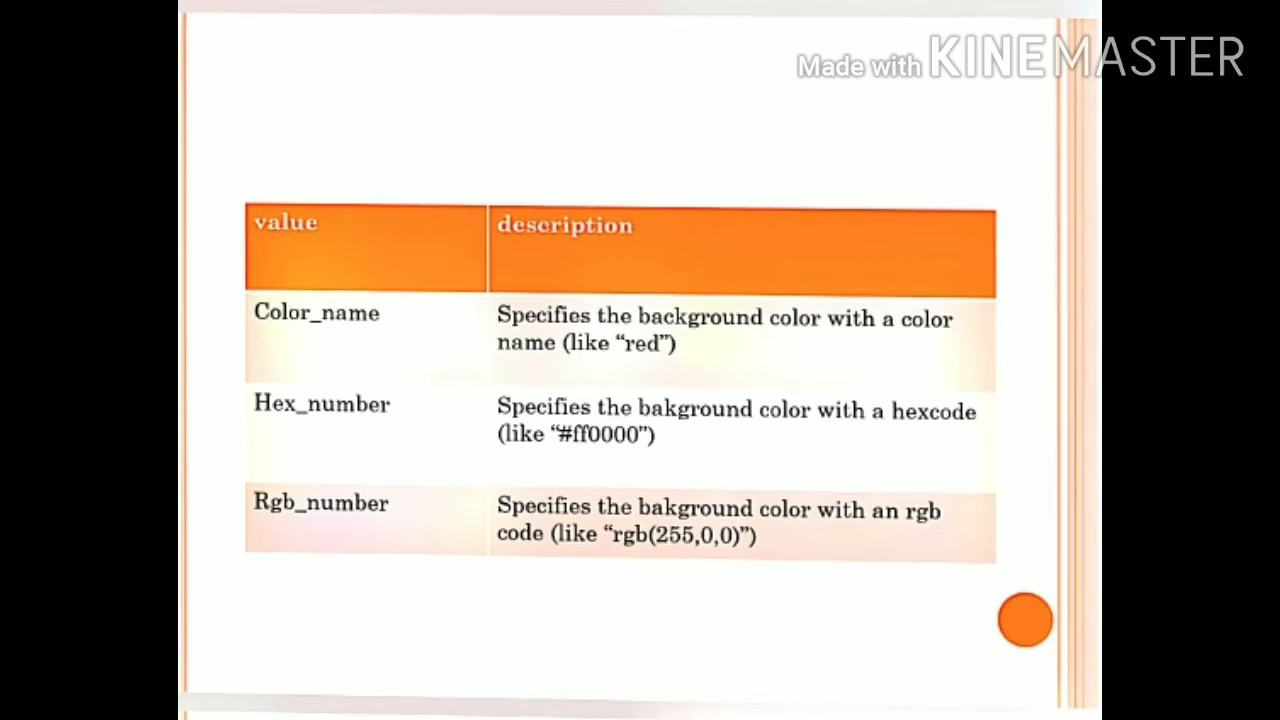 Made with KINEMASTER
value
description
Color_name
Specifies the background color with a color
name (like “red”)
Hex_number
Specifies the bakground color with a hexcode
(like “#ff0000”)
Rgb_number
Specifies the bakground color with an rgb
code (like “rgb(255,0,0)”)